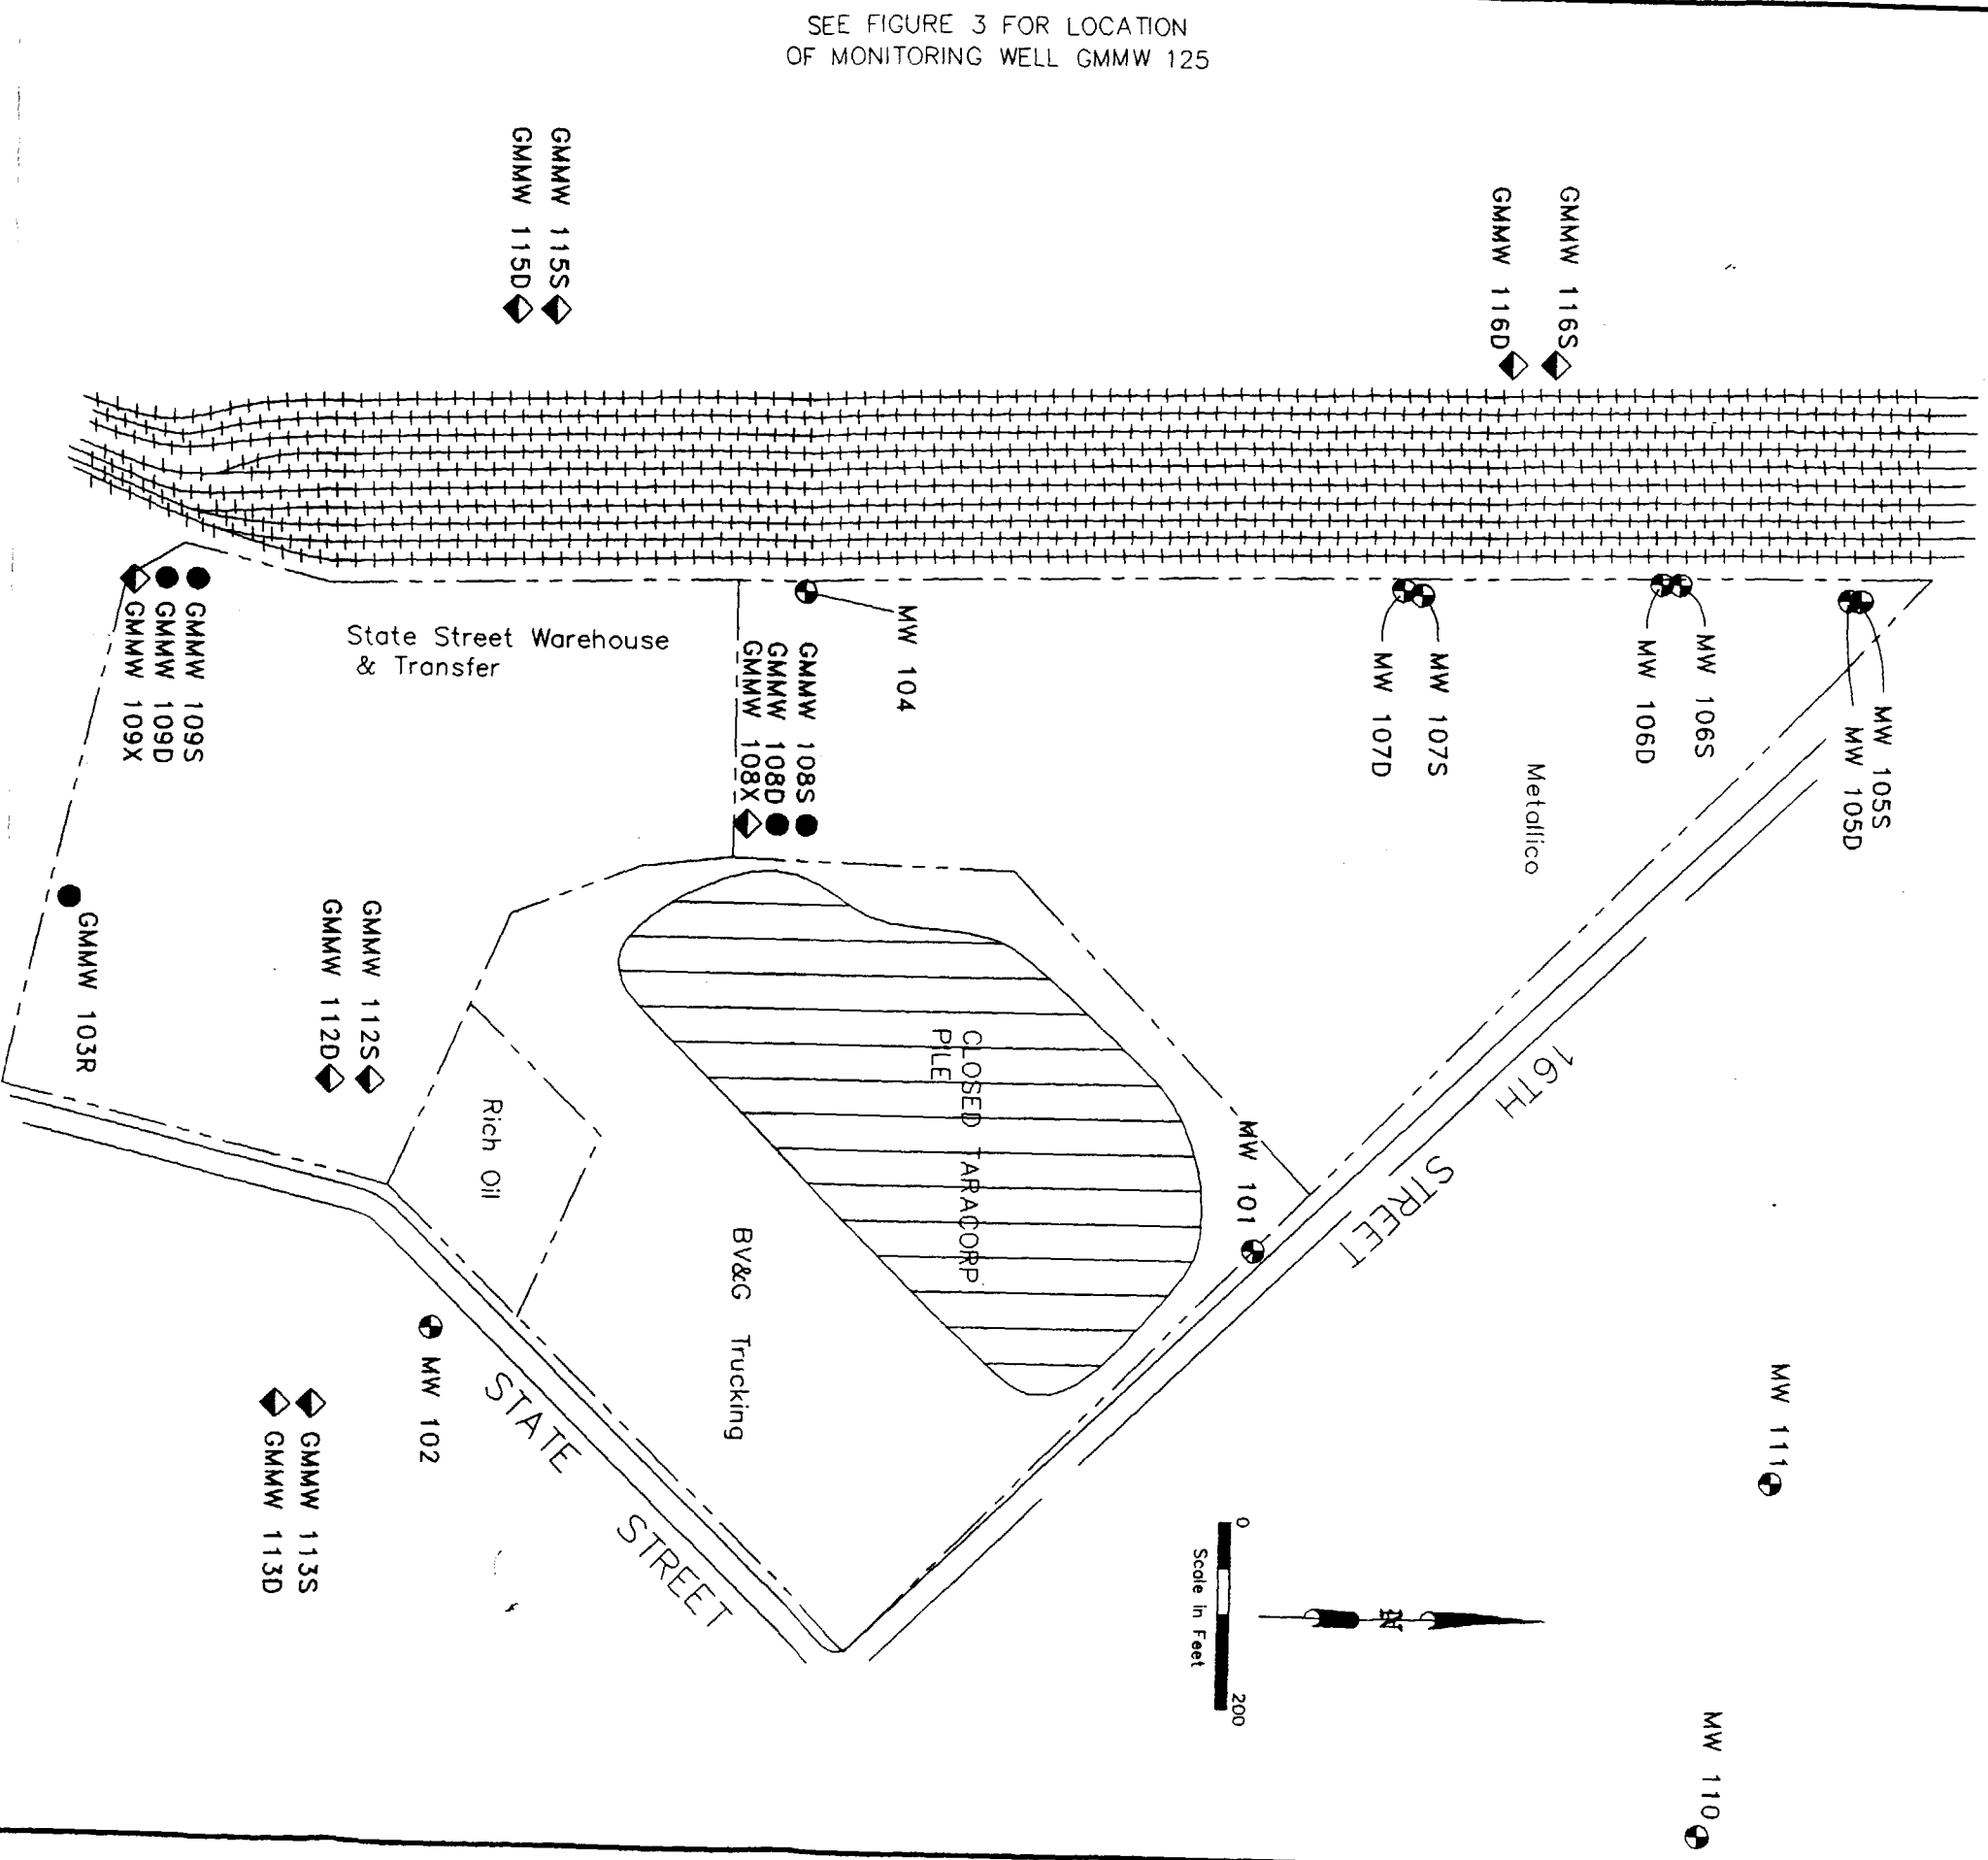 SEE FIGURE 3 FOR LOCATION
OF MONITORING WELL GMMW 125
GMMW 115S
GMMW 115D
GMMW 116S
GMMW 116D
MW 104
MW 107S
MW 107D
MW 106S
MW 106D
MW 105S
MW 105D
State Street Warehouse
& Transfer
GMMW 109S
GMMW 109D
GMMW 109X
GMMW 108S
GMMW 108D
GMMW 108X
Metallico
GMMW 103R
GMMW 112S
GMMW 112D
Rich Oil
CLOSED TARACORP
PILE
MW 101
16TH STREET
BV&G Trucking
MW 102
STATE STREET
GMMW 113S
GMMW 113D
MW 111
MW 110
N
0 200
Scale in Feet